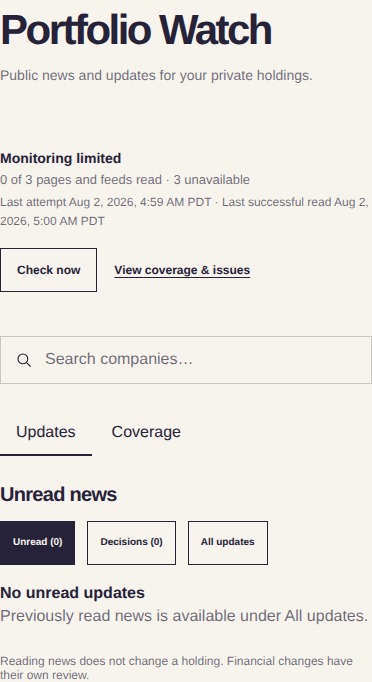 Portfolio Watch
Public news and updates for your private holdings.
Monitoring limited
0 of 3 pages and feeds read · 3 unavailable
Last attempt Aug 2, 2026, 4:59 AM PDT · Last successful read Aug 2,
2026, 5:00 AM PDT
Check now
View coverage & issues
Search companies…
Updates
Coverage
Unread news
Unread (0)
Decisions (0)
All updates
No unread updates
Previously read news is available under All updates.
Reading news does not change a holding. Financial changes have
their own review.